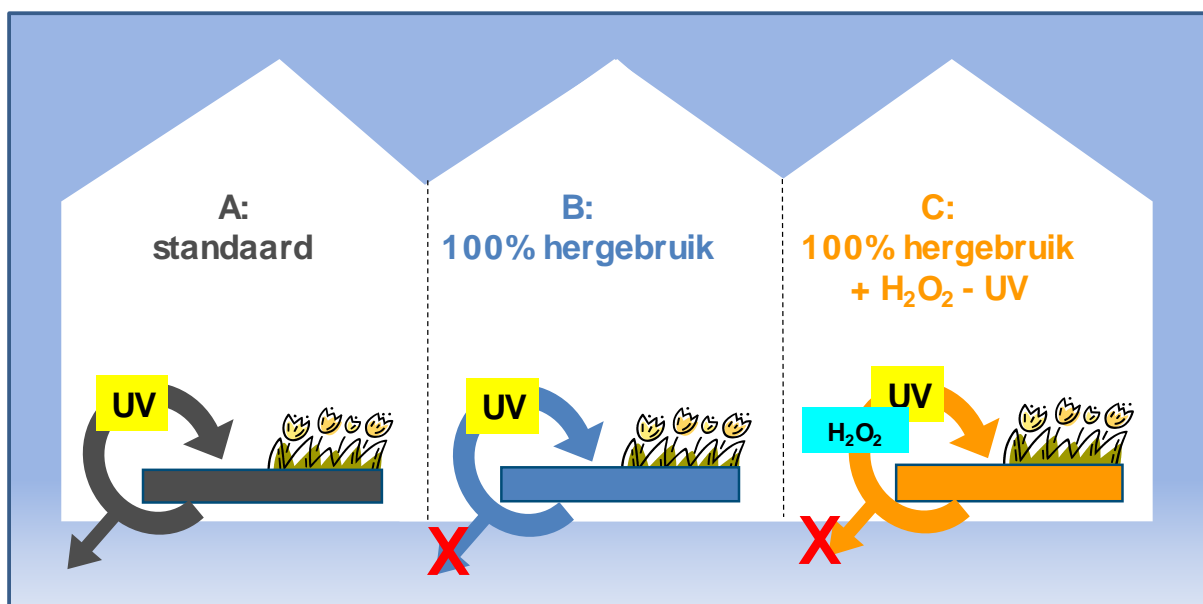 A:
standaard
B:
100% hergebruik
C:
100% hergebruik
+ H₂O₂ - UV
UV
UV
UV
H₂O₂
X
X